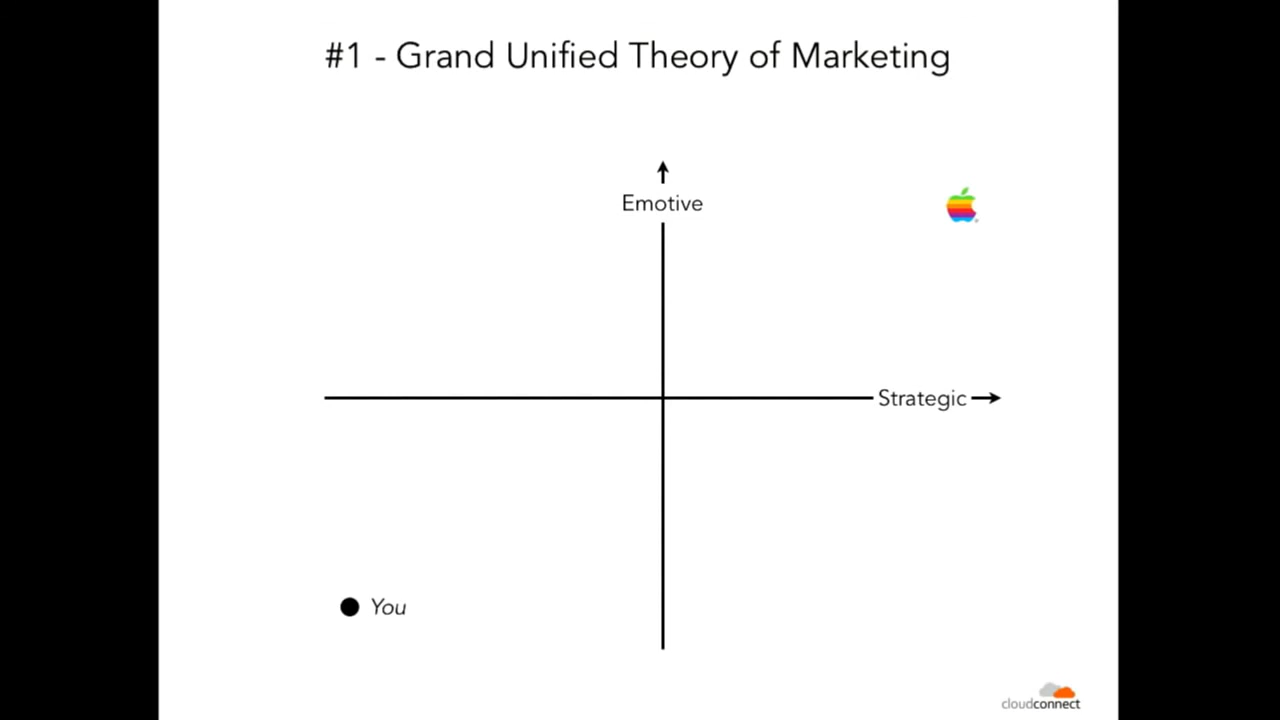 #1 - Grand Unified Theory of Marketing
Emotive
Strategic
You
cloudconnect